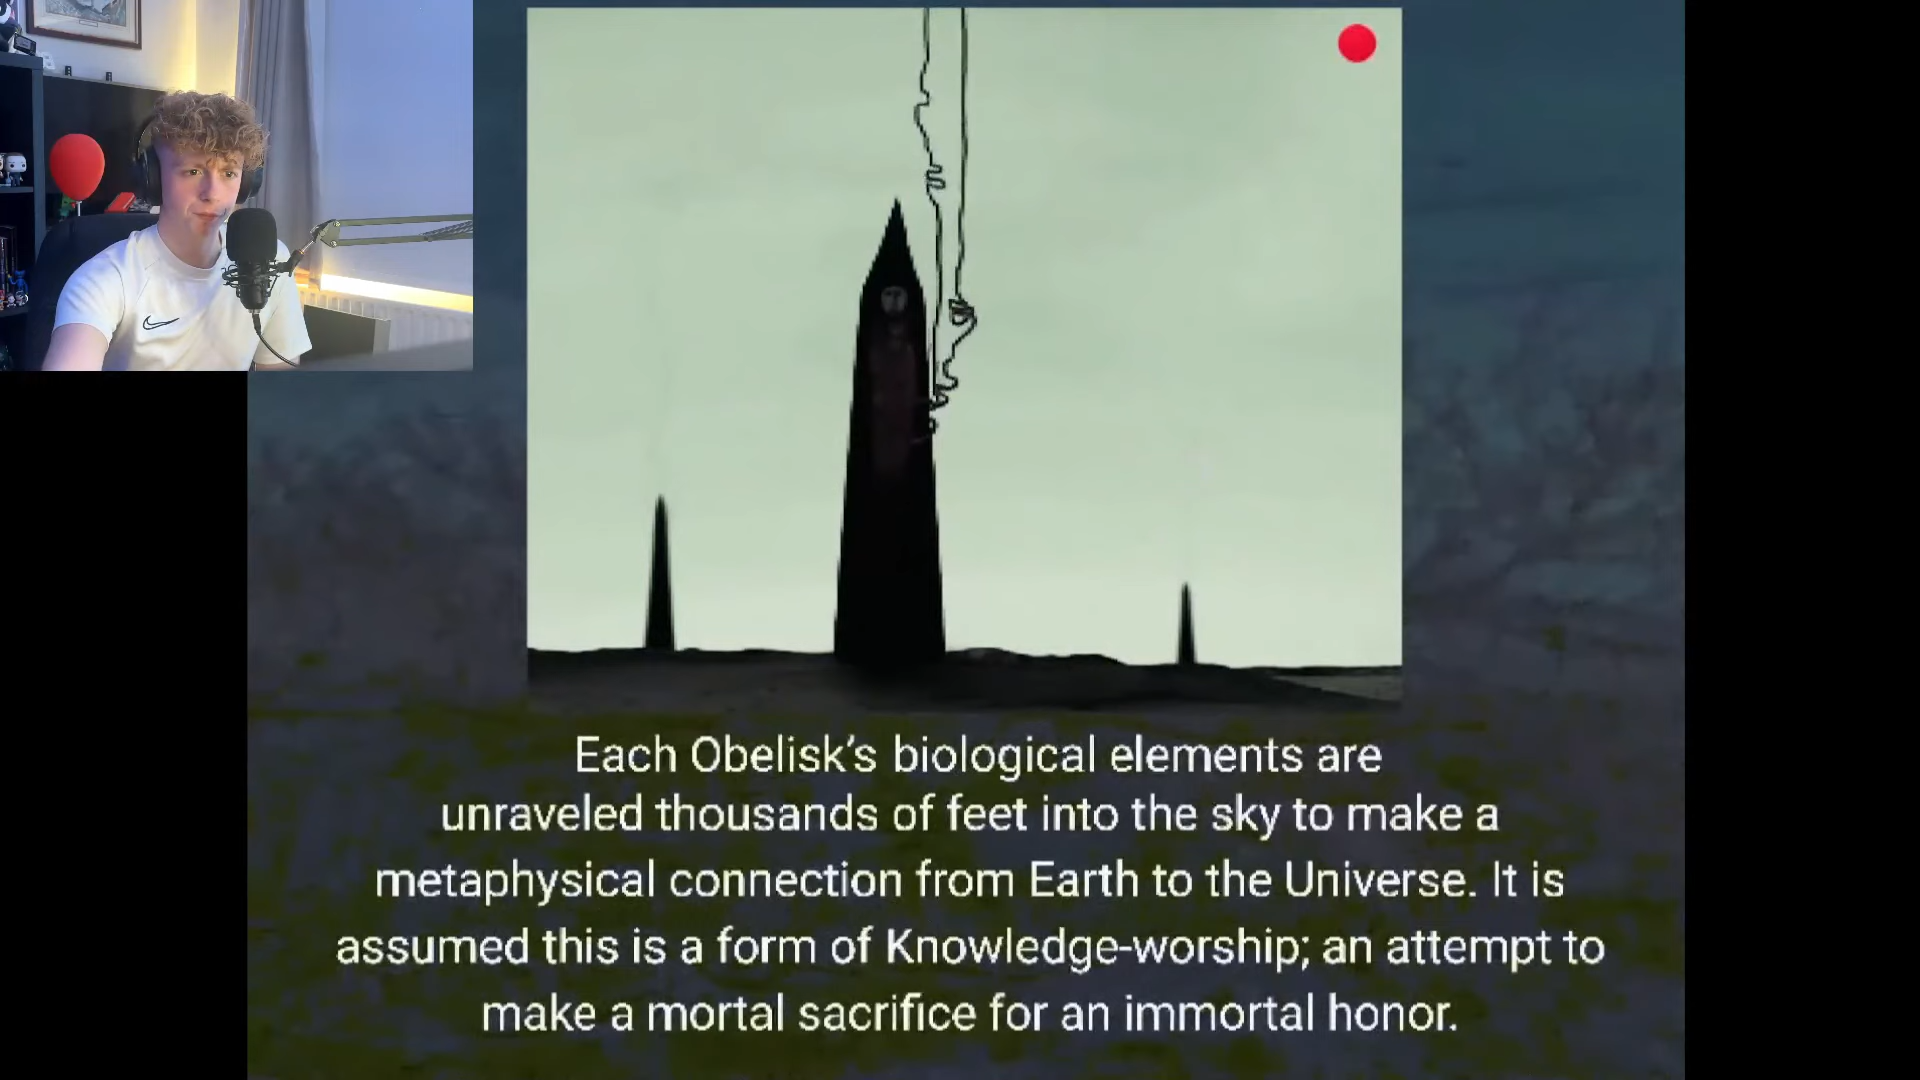 Each Obelisk’s biological elements are
unraveled thousands of feet into the sky to make a
metaphysical connection from Earth to the Universe. It is
assumed this is a form of Knowledge-worship; an attempt to
make a mortal sacrifice for an immortal honor.